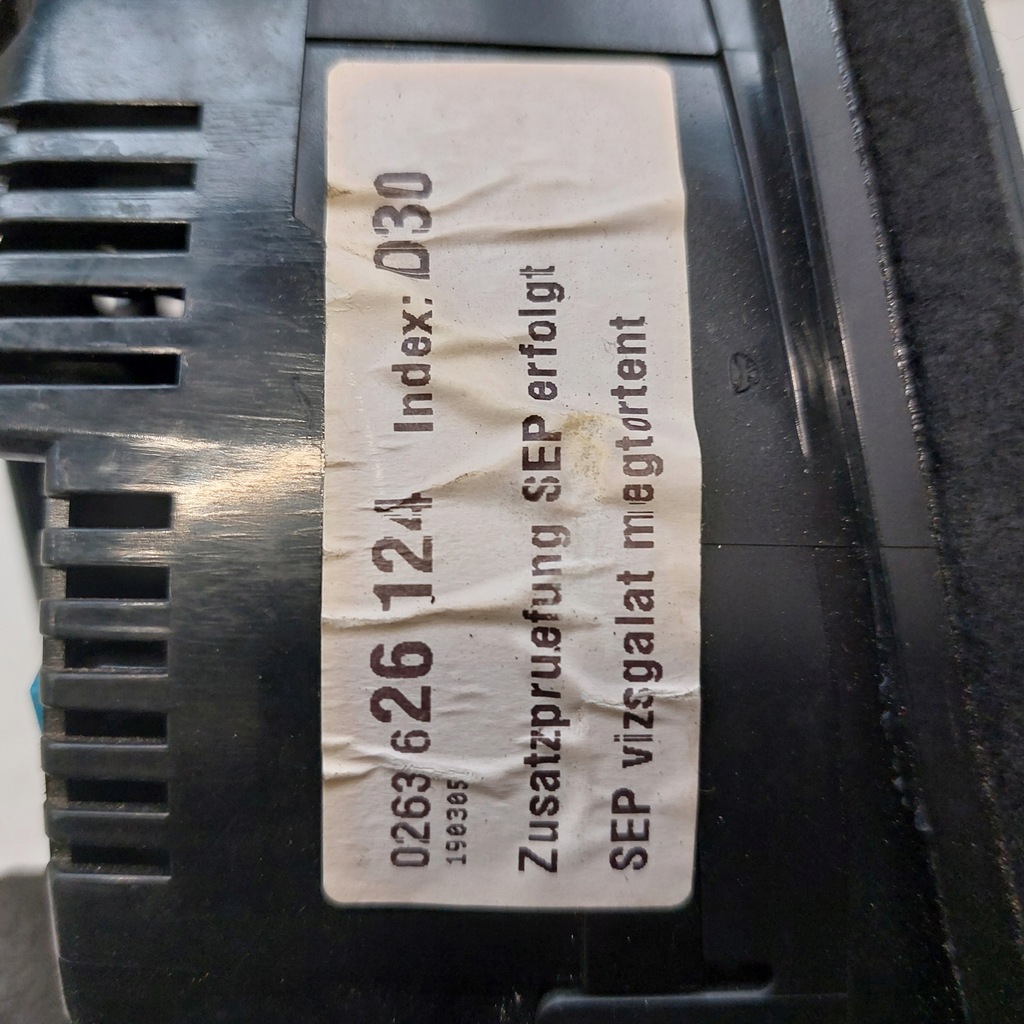 0263 626 124 Index: D30
190305
Zusatzpruefung SEP erfolgt
SEP vizsgalat megtortent